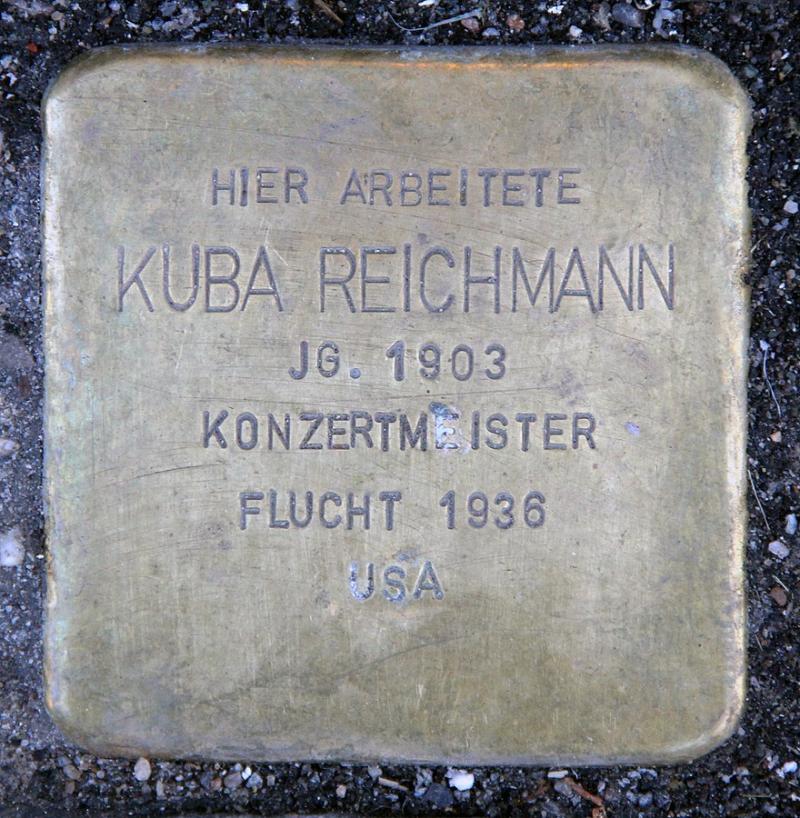 HIER ARBEITETE
KUBA REICHMANN
JG. 1903
KONZERTMEISTER
FLUCHT 1936
USA